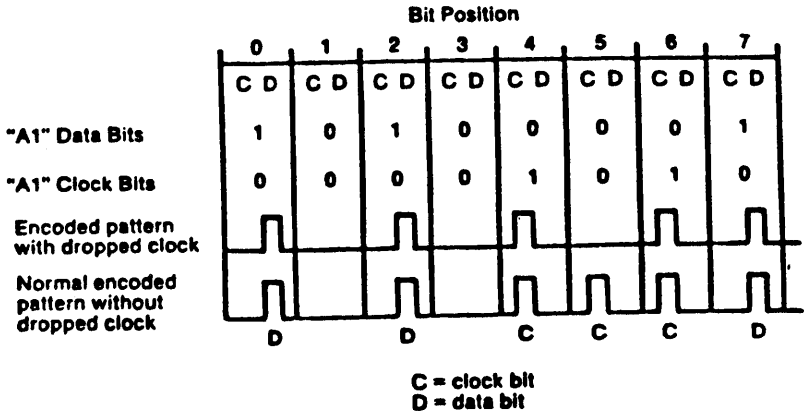 Bit Position
0 1 2 3 4 5 6 7
C D C D C D C D C D C D C D C D
"A1" Data Bits 1 0 1 0 0 0 0 1
"A1" Clock Bits 0 0 0 0 1 0 1 0
Encoded pattern
with dropped clock
Normal encoded
pattern without
dropped clock
D D C C C D
C = clock bit
D = data bit